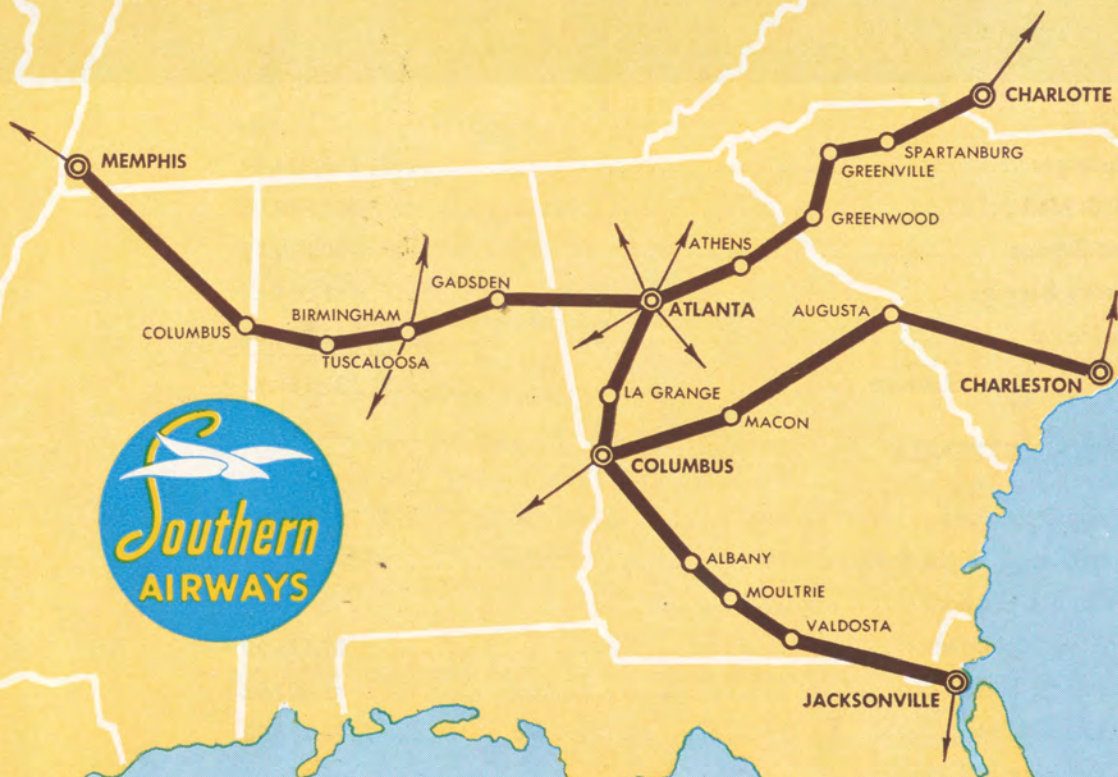 CHARLOTTE
MEMPHIS
SPARTANBURG
GREENVILLE
GREENWOOD
ATHENS
GADSDEN
ATLANTA
BIRMINGHAM
AUGUSTA
COLUMBUS
TUSCALOOSA
CHARLESTON
LA GRANGE
MACON
COLUMBUS
Southern
AIRWAYS
ALBANY
MOULTRIE
VALDOSTA
JACKSONVILLE